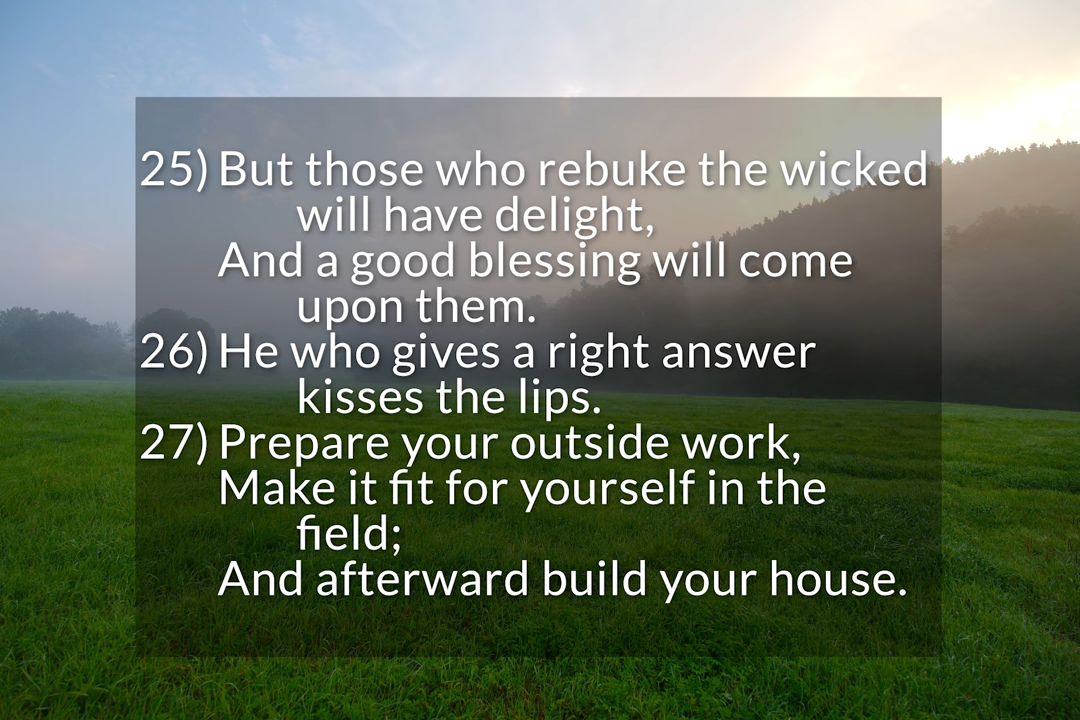 25) But those who rebuke the wicked
will have delight,
And a good blessing will come
upon them.
26) He who gives a right answer
kisses the lips.
27) Prepare your outside work,
Make it fit for yourself in the
field;
And afterward build your house.